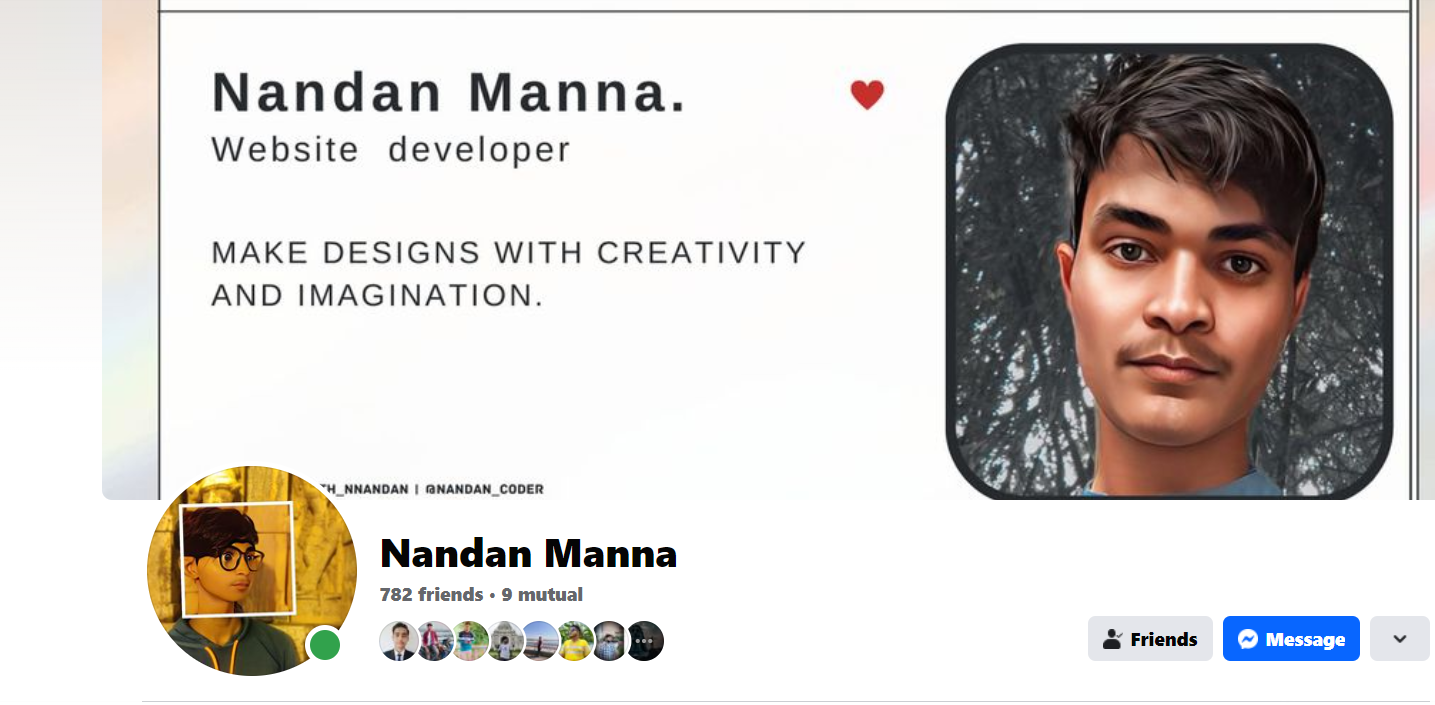 Nandan Manna.
Website developer
MAKE DESIGNS WITH CREATIVITY
AND IMAGINATION.
TH_NNANDAN | @NANDAN_CODER
Nandan Manna
782 friends • 9 mutual
Friends
Message